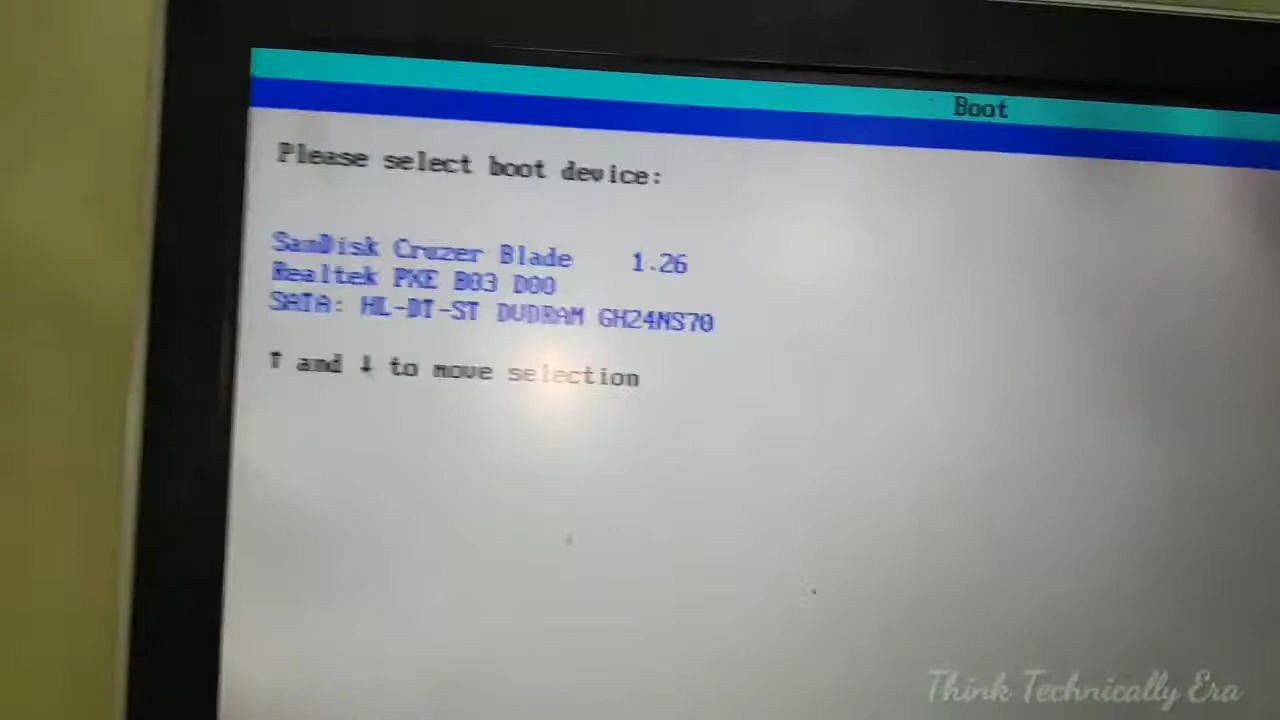 Boot
Please select boot device:
SanDisk Cruzer Blade 1.26
Realtek PXE B03 D00
SATA: HL-DT-ST DVDRAM GH24NS70
↑ and ↓ to move selection
Think Technically Era